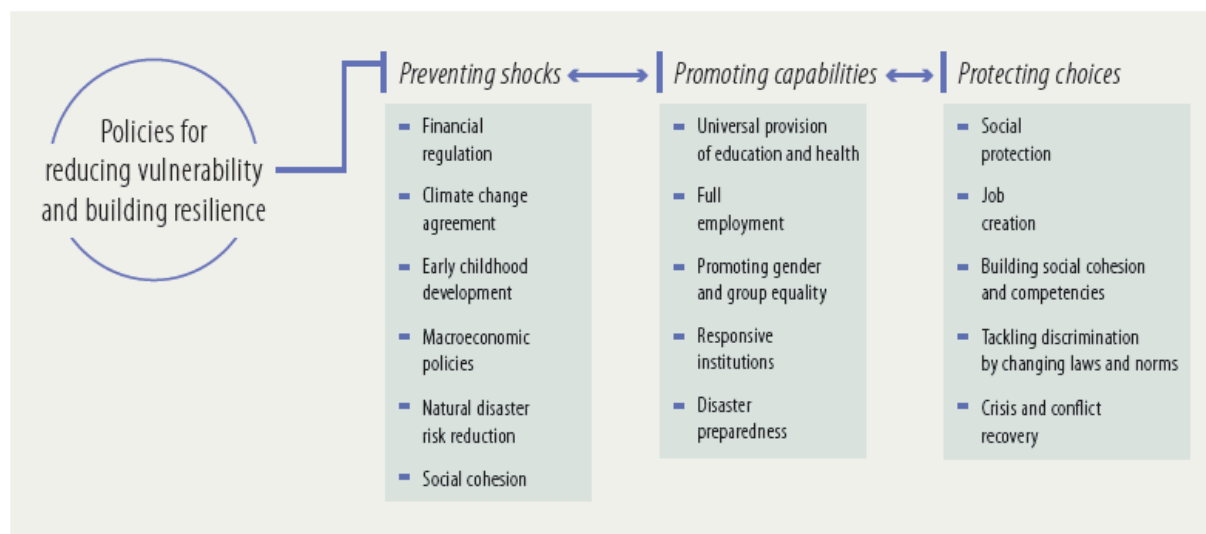 Policies for
reducing vulnerability
and building resilience
Preventing shocks
Financial
regulation
Climate change
agreement
Early childhood
development
Macroeconomic
policies
Natural disaster
risk reduction
Social cohesion
Promoting capabilities
Universal provision
of education and health
Full
employment
Promoting gender
and group equality
Responsive
institutions
Disaster
preparedness
Protecting choices
Social
protection
Job
creation
Building social cohesion
and competencies
Tackling discrimination
by changing laws and norms
Crisis and conflict
recovery